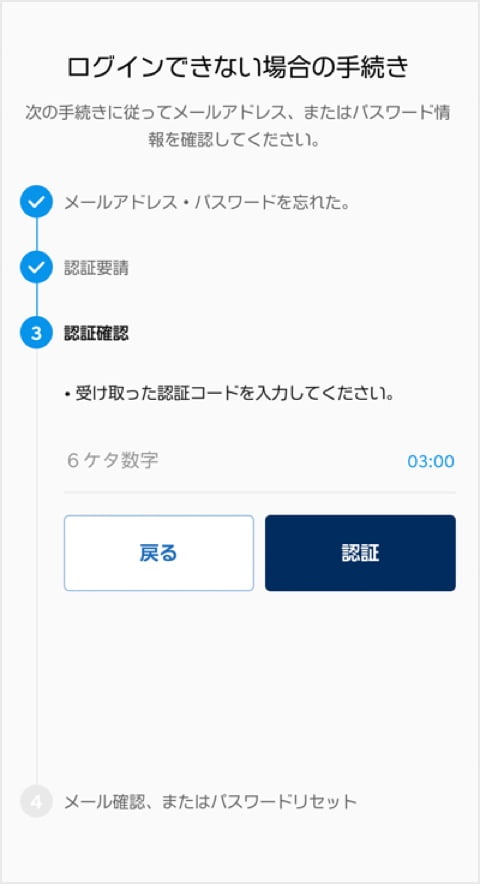 ログインできない場合の手続き
次の手続きに従ってメールアドレス、またはパスワード情
報を確認してください。
メールアドレス・パスワードを忘れた。
認証要請
3 認証確認
• 受け取った認証コードを入力してください。
6ケタ数字 03:00
戻る 認証
4 メール確認、またはパスワードリセット